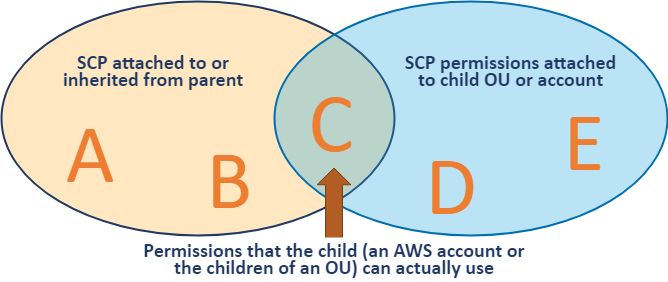 SCP attached to or
inherited from parent
SCP permissions attached
to child OU or account
A
B
C
D
E
Permissions that the child (an AWS account or
the children of an OU) can actually use